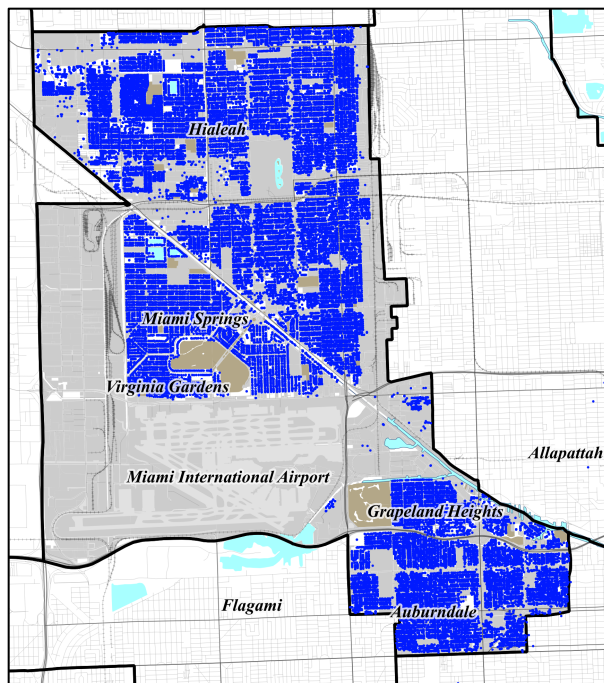 Hialeah
Miami Springs
Virginia Gardens
Allapattah
Miami International Airport
Grapeland Heights
Flagami
Auburndale